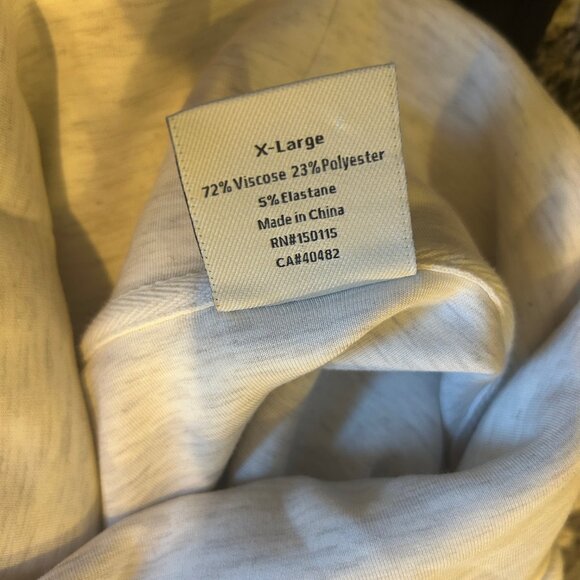 X-Large
72% Viscose 23% Polyester
5% Elastane
Made in China
RN#150115
CA#40482